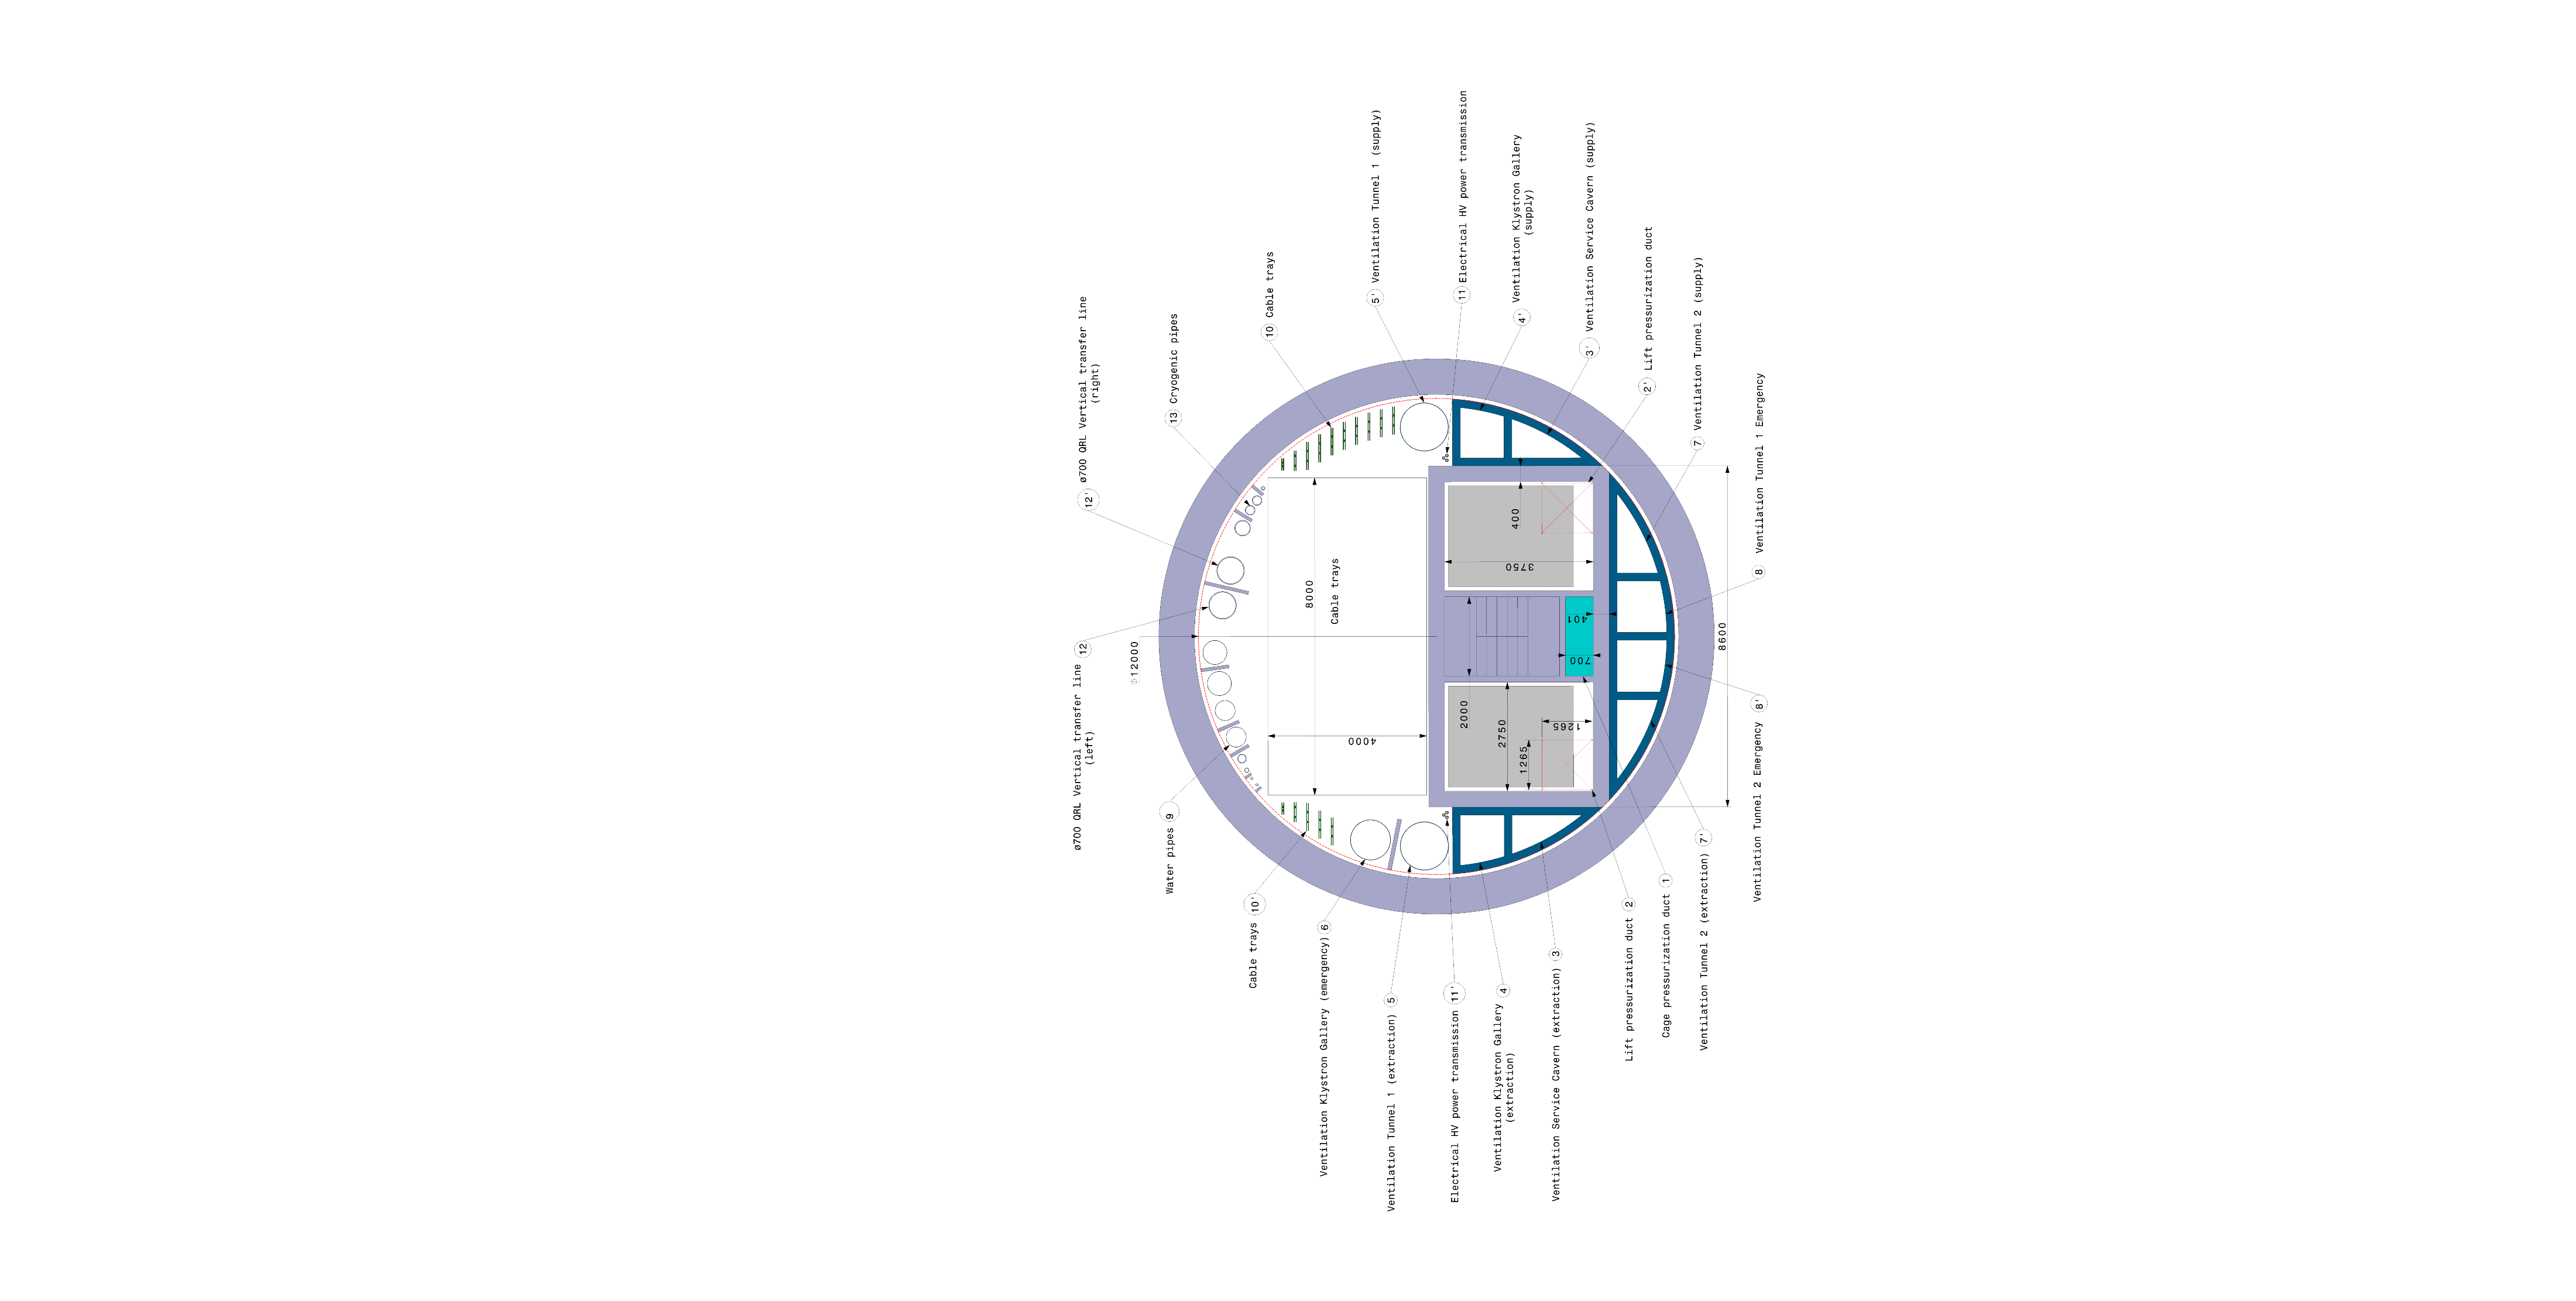 ø700 QRL Vertical transfer line
(left)
12
ø700 QRL Vertical transfer line
(right)
12'
Water pipes 9
13 Cryogenic pipes
12000
Cable trays 10'
10 Cable trays
Ventilation Klystron Gallery (emergency) 6
Ventilation Tunnel 1 (extraction) 5
5' Ventilation Tunnel 1 (supply)
Electrical HV power transmission 11'
11 Electrical HV power transmission
Ventilation Klystron Gallery
(extraction)
4
4'
Ventilation Klystron Gallery
(supply)
Ventilation Service Cavern (extraction) 3
3' Ventilation Service Cavern (supply)
Lift pressurization duct 2
2' Lift pressurization duct
Cage pressurization duct 1
Ventilation Tunnel 2 (extraction) 7'
7 Ventilation Tunnel 2 (supply)
Ventilation Tunnel 2 Emergency 8'
8 Ventilation Tunnel 1 Emergency
8000
Cable trays
4000
2000
2750
1265
1265
3750
400
401
700
8600